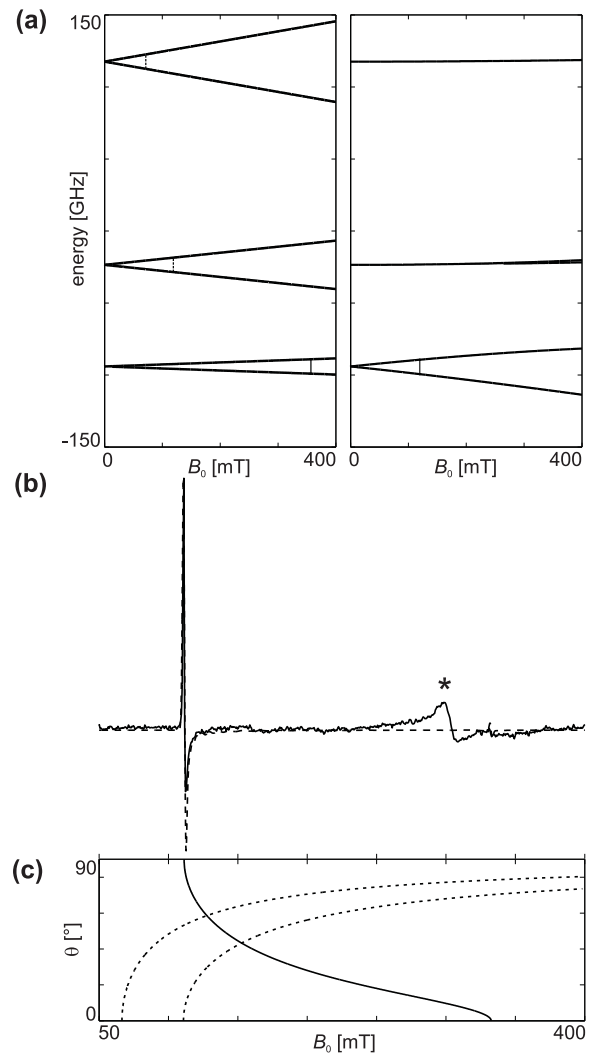 (a)
150
energy [GHz]
-150
0
B₀ [mT]
400
0
B₀ [mT]
400
(b)
*
(c)
90
θ [°]
0
50
B₀ [mT]
400